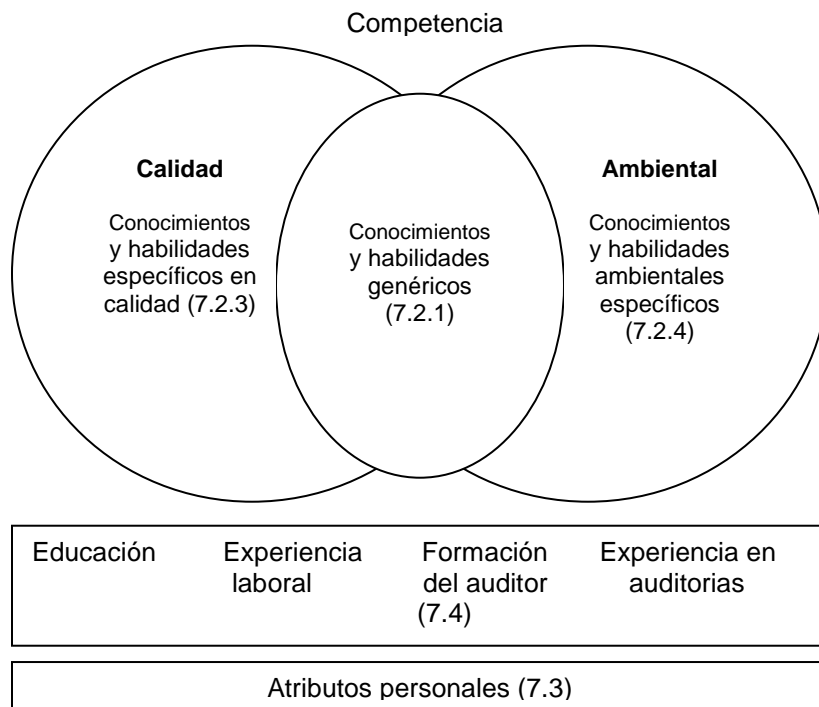 Competencia
Calidad
Conocimientos
y habilidades
específicos en
calidad (7.2.3)
Conocimientos
y habilidades
genéricos
(7.2.1)
Ambiental
Conocimientos
y habilidades
ambientales
específicos
(7.2.4)
Educación
Experiencia
laboral
Formación
del auditor
(7.4)
Experiencia en
auditorias
Atributos personales (7.3)